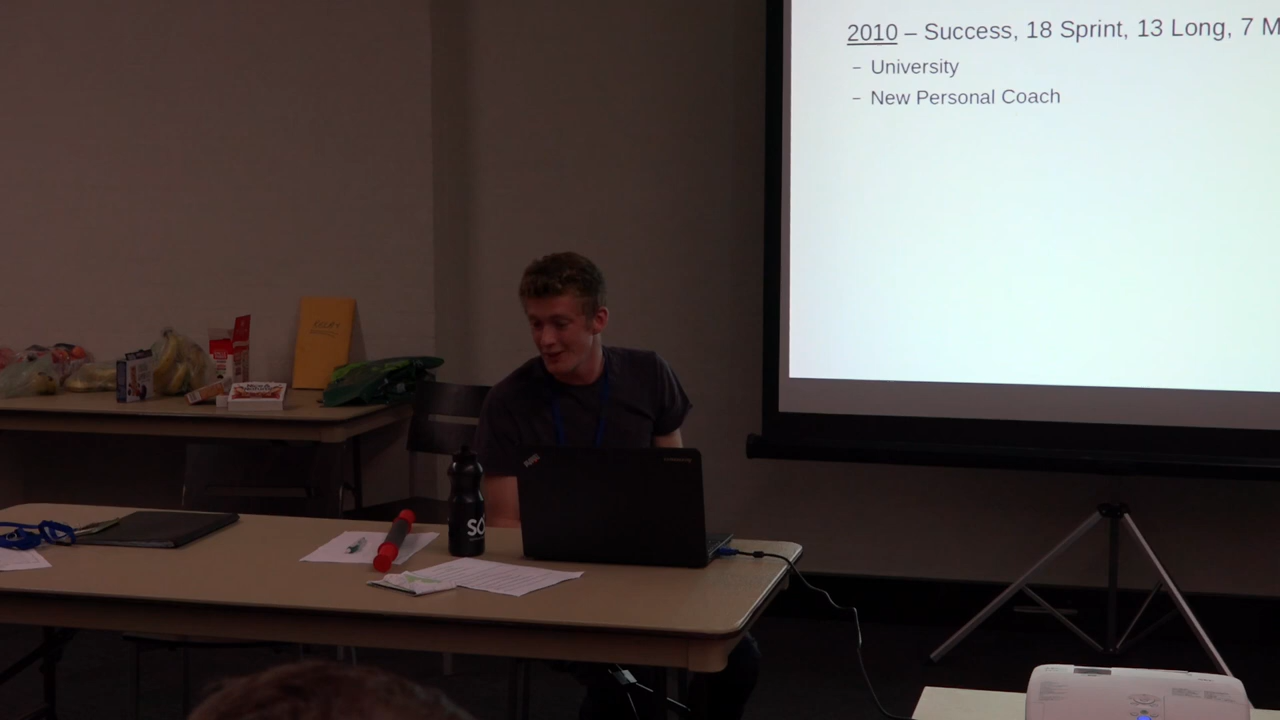 2010 – Success, 18 Sprint, 13 Long, 7 M
– University
– New Personal Coach